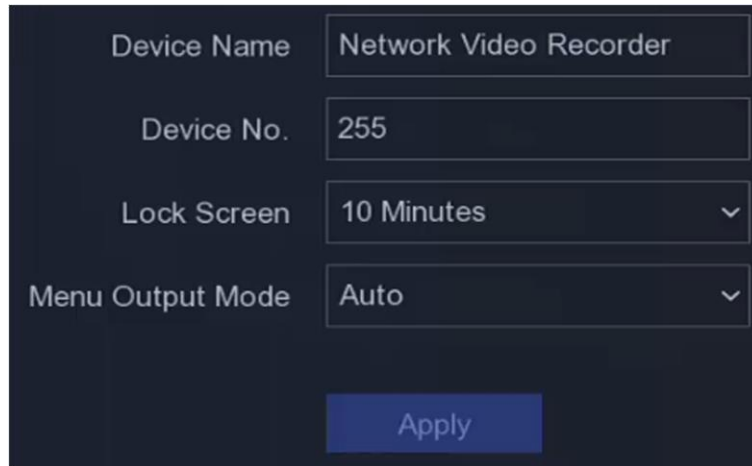 Device Name Network Video Recorder
Device No. 255
Lock Screen 10 Minutes
Menu Output Mode Auto
Apply